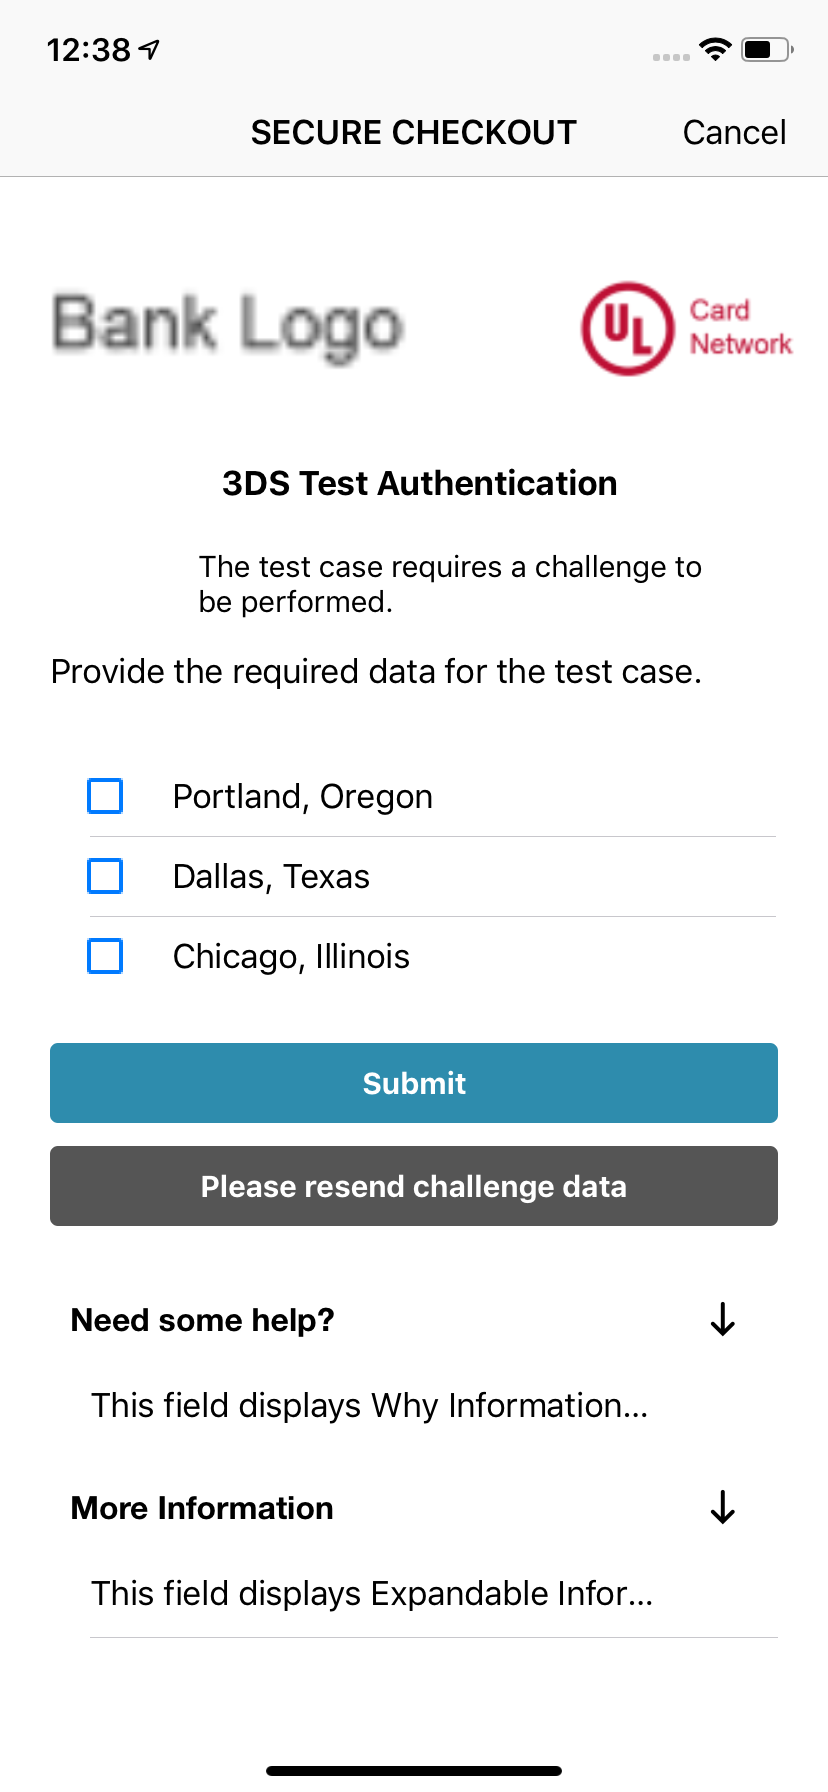 12:38
SECURE CHECKOUT
Cancel
Bank Logo
UL
Card
Network
3DS Test Authentication
The test case requires a challenge to
be performed.
Provide the required data for the test case.
Portland, Oregon
Dallas, Texas
Chicago, Illinois
Submit
Please resend challenge data
Need some help?
This field displays Why Information...
More Information
This field displays Expandable Infor...